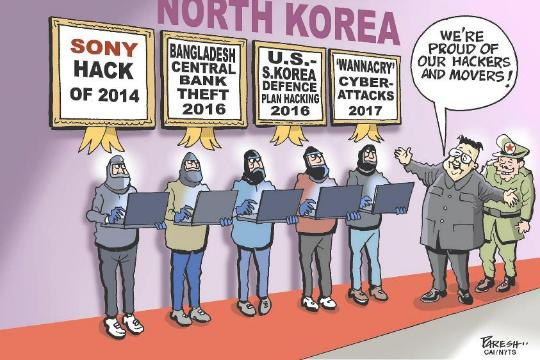 NORTH KOREA
SONY
HACK
OF 2014
BANGLADESH
CENTRAL
BANK
THEFT
2016
U.S.-
S.KOREA
DEFENCE
PLAN HACKING
2016
'WANNACRY'
CYBER-
ATTACKS
2017
WE'RE
PROUD OF
OUR HACKERS
AND MOVERS!
PARESH..
CAI/NYTS